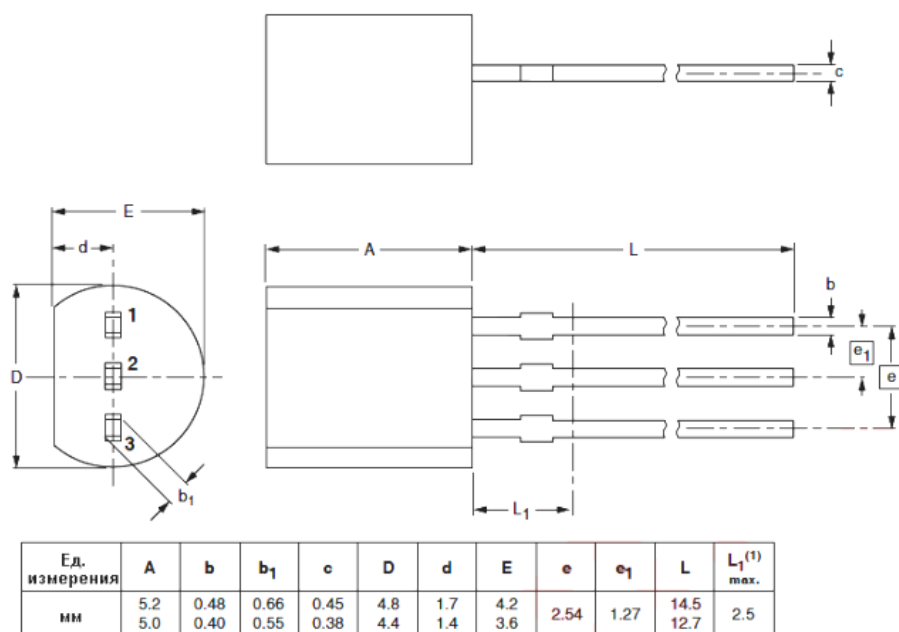 c
E
d
A
L
b
1
e1
2
D
e
3
b1
L1
Ед. измерения A b b1 c D d E e e1 L L1(1) max.
мм 5.2 0.48 0.66 0.45 4.8 1.7 4.2 2.54 1.27 14.5 2.5
5.0 0.40 0.55 0.38 4.4 1.4 3.6 12.7